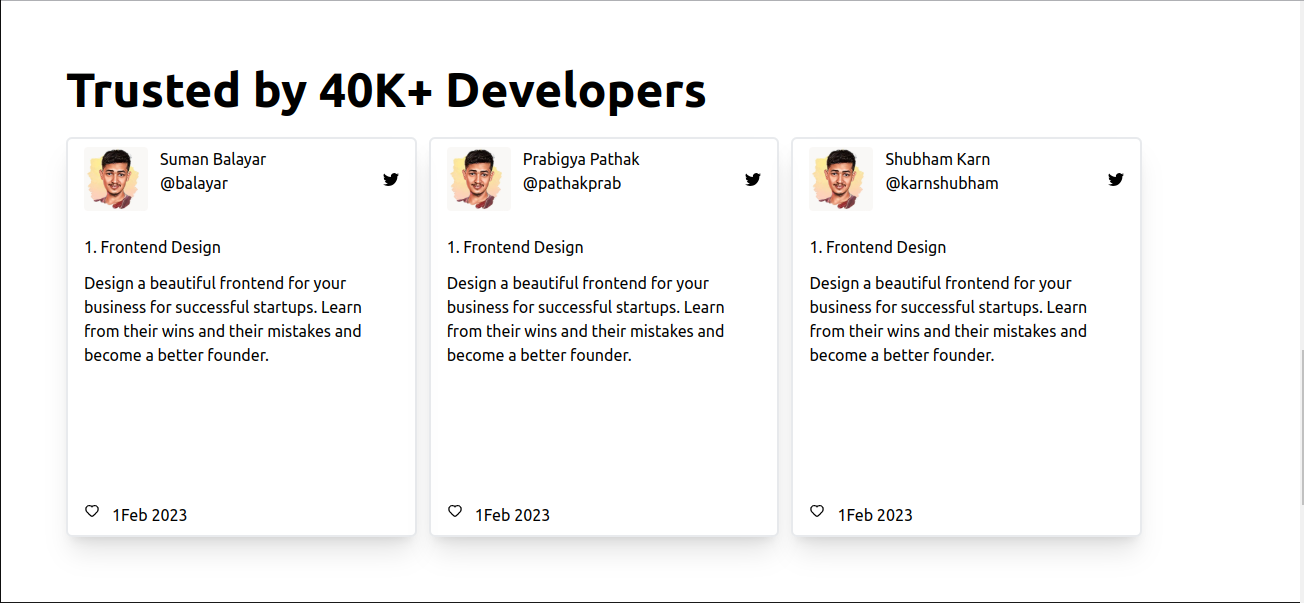 Trusted by 40K+ Developers
Suman Balayar
@balayar
1. Frontend Design
Design a beautiful frontend for your
business for successful startups. Learn
from their wins and their mistakes and
become a better founder.
1Feb 2023
Prabigya Pathak
@pathakprab
1. Frontend Design
Design a beautiful frontend for your
business for successful startups. Learn
from their wins and their mistakes and
become a better founder.
1Feb 2023
Shubham Karn
@karnshubham
1. Frontend Design
Design a beautiful frontend for your
business for successful startups. Learn
from their wins and their mistakes and
become a better founder.
1Feb 2023